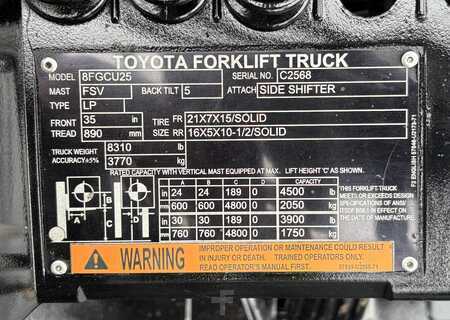 TOYOTA FORKLIFT TRUCK
MODEL 8FGCU25 SERIAL NO. C2568
MAST FSV BACK TILT 5 ATTACH SIDE SHIFTER
TYPE LP
FRONT 35 in TIRE FR 21X7X15/SOLID
TREAD 890 mm SIZE RR 16X5X10-1/2/SOLID
TRUCK WEIGHT 8310 lb
ACCURACY±5% 3770 kg
RATED CAPACITY WITH VERTICAL MAST EQUIPPED AT MAX. LIFT HEIGHT 'C' AS SHOWN.
A B C D CAPACITY
in 24 24 189 0 4500 lb
mm 600 600 4800 0 2050 kg
in 30 30 189 0 3900 lb
mm 760 760 4800 0 1750 kg
THIS FORKLIFT TRUCK
MEETS OR EXCEEDS DESIGN
SPECIFICATIONS OF ANSI/
ITSDF B56.1 IN EFFECT ON
THE DATE OF MANUFACTURE.
WARNING
IMPROPER OPERATION OR MAINTENANCE COULD RESULT
IN INJURY OR DEATH. TRAINED OPERATORS ONLY.
READ OPERATOR'S MANUAL FIRST.